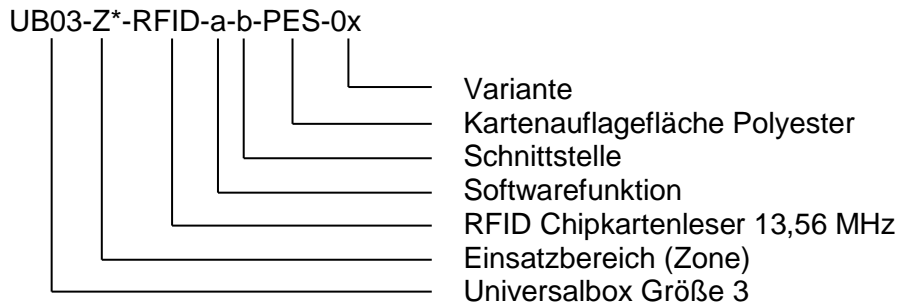 UB03-Z*-RFID-a-b-PES-0x
Variante
Kartenauflagefläche Polyester
Schnittstelle
Softwarefunktion
RFID Chipkartenleser 13,56 MHz
Einsatzbereich (Zone)
Universalbox Größe 3